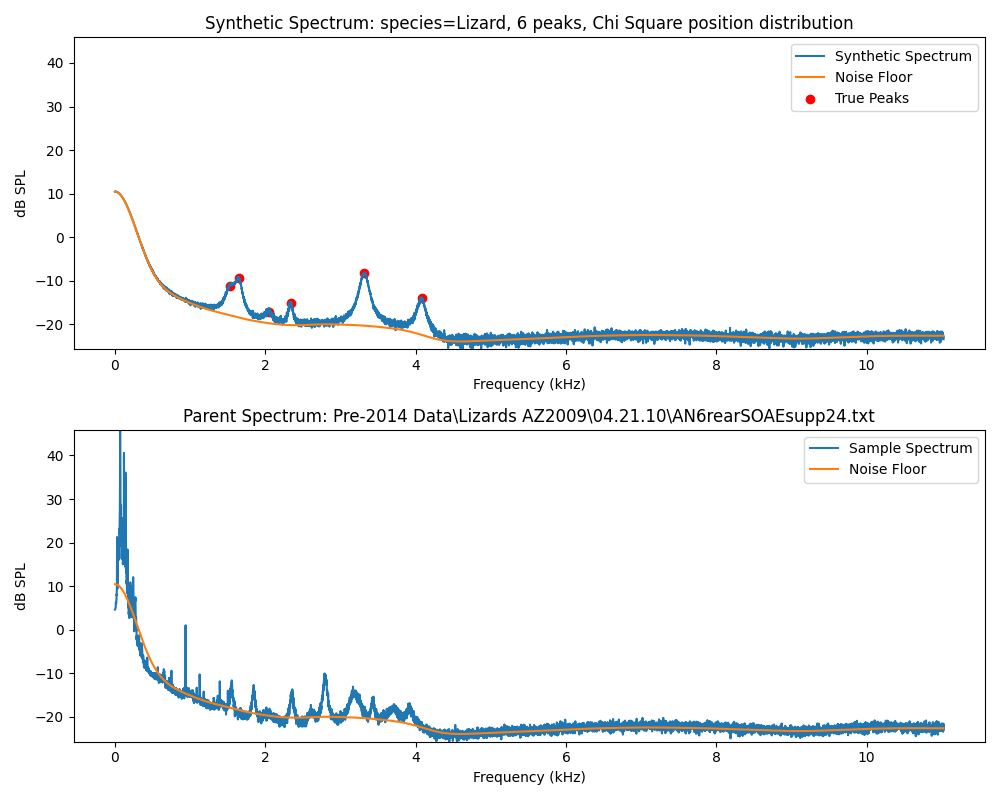 Synthetic Spectrum: species=Lizard, 6 peaks, Chi Square position distribution
40
30
20
10
0
−10
−20
dB SPL
Synthetic Spectrum
Noise Floor
True Peaks
0 2 4 6 8 10
Frequency (kHz)
Parent Spectrum: Pre-2014 Data\Lizards AZ2009\04.21.10\AN6rearSOAEsupp24.txt
40
30
20
10
0
−10
−20
dB SPL
Sample Spectrum
Noise Floor
0 2 4 6 8 10
Frequency (kHz)